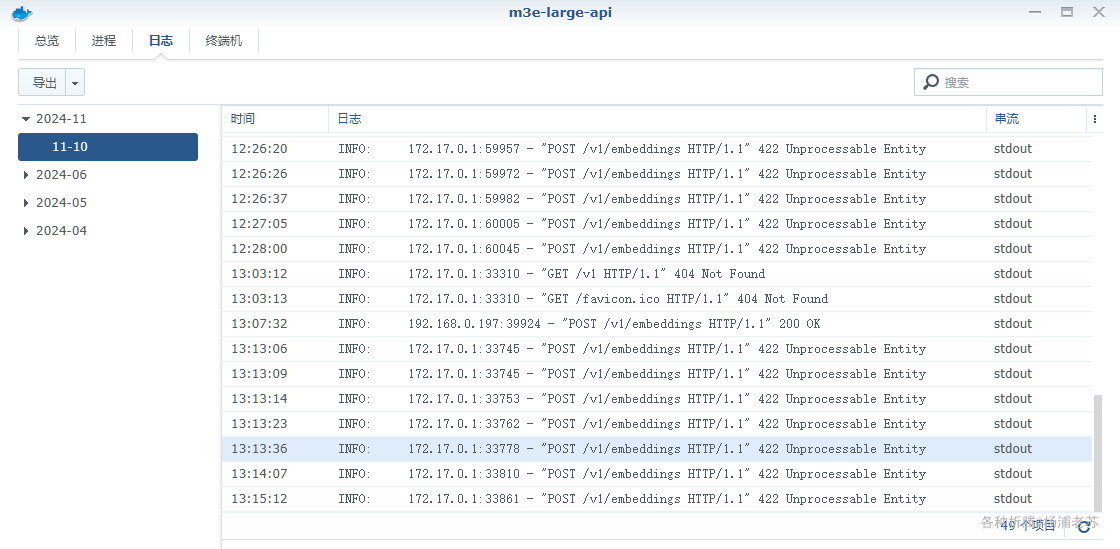 m3e-large-api
总览 进程 日志 终端机
导出 搜索
2024-11
11-10
2024-06
2024-05
2024-04
时间 日志 串流
12:26:20 INFO: 172.17.0.1:59957 - "POST /v1/embeddings HTTP/1.1" 422 Unprocessable Entity stdout
12:26:26 INFO: 172.17.0.1:59972 - "POST /v1/embeddings HTTP/1.1" 422 Unprocessable Entity stdout
12:26:37 INFO: 172.17.0.1:59982 - "POST /v1/embeddings HTTP/1.1" 422 Unprocessable Entity stdout
12:27:05 INFO: 172.17.0.1:60005 - "POST /v1/embeddings HTTP/1.1" 422 Unprocessable Entity stdout
12:28:00 INFO: 172.17.0.1:60045 - "POST /v1/embeddings HTTP/1.1" 422 Unprocessable Entity stdout
13:03:12 INFO: 172.17.0.1:33310 - "GET /v1 HTTP/1.1" 404 Not Found stdout
13:03:13 INFO: 172.17.0.1:33310 - "GET /favicon.ico HTTP/1.1" 404 Not Found stdout
13:07:32 INFO: 192.168.0.197:39924 - "POST /v1/embeddings HTTP/1.1" 200 OK stdout
13:13:06 INFO: 172.17.0.1:33745 - "POST /v1/embeddings HTTP/1.1" 422 Unprocessable Entity stdout
13:13:09 INFO: 172.17.0.1:33745 - "POST /v1/embeddings HTTP/1.1" 422 Unprocessable Entity stdout
13:13:14 INFO: 172.17.0.1:33753 - "POST /v1/embeddings HTTP/1.1" 422 Unprocessable Entity stdout
13:13:23 INFO: 172.17.0.1:33762 - "POST /v1/embeddings HTTP/1.1" 422 Unprocessable Entity stdout
13:13:36 INFO: 172.17.0.1:33778 - "POST /v1/embeddings HTTP/1.1" 422 Unprocessable Entity stdout
13:14:07 INFO: 172.17.0.1:33810 - "POST /v1/embeddings HTTP/1.1" 422 Unprocessable Entity stdout
13:15:12 INFO: 172.17.0.1:33861 - "POST /v1/embeddings HTTP/1.1" 422 Unprocessable Entity stdout
49 个项目